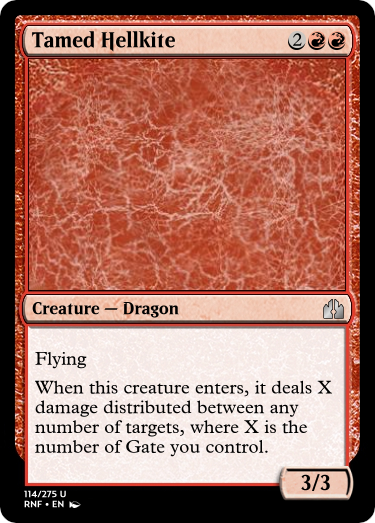 Tamed Hellkite 2
Creature — Dragon
Flying
When this creature enters, it deals X
damage distributed between any
number of targets, where X is the
number of Gate you control.
3/3
114/275 U
RNF • EN